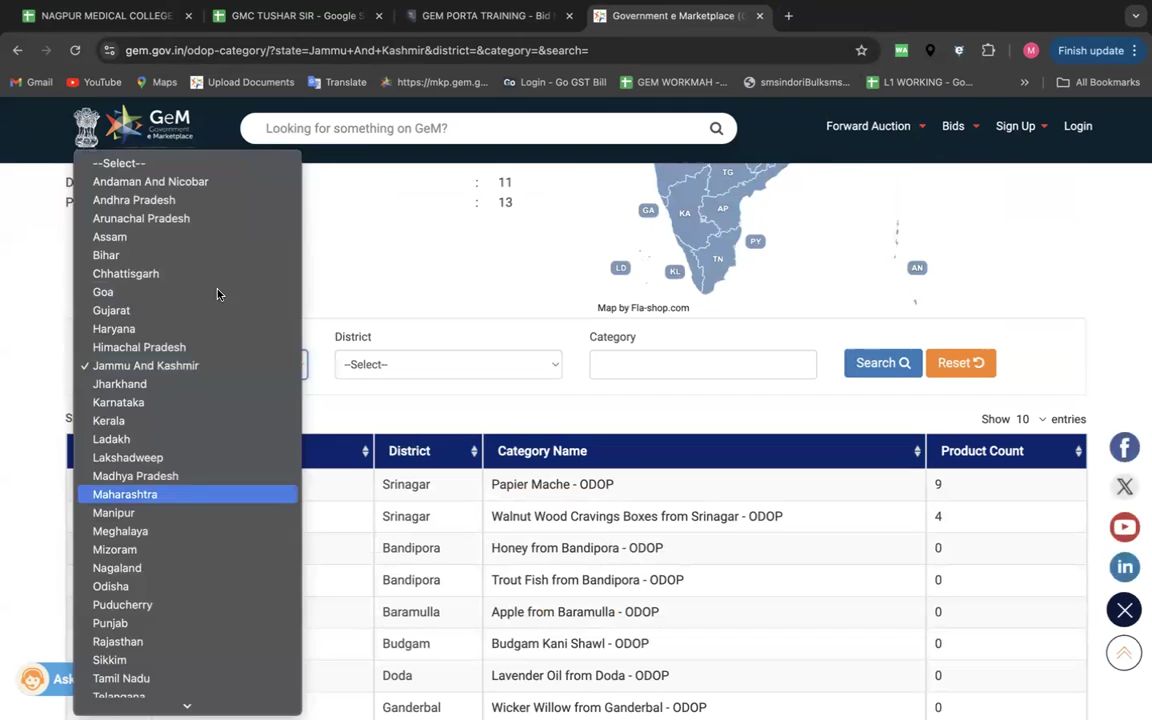 NAGPUR MEDICAL COLLEGE
GMC TUSHAR SIR - Google S
GEM PORTA TRAINING - Bid
Government e Marketplace (
gem.gov.in/odop-category/?state=Jammu+And+Kashmir&district=&category=&search=
WA
M
Finish update
Gmail
YouTube
Maps
Upload Documents
Translate
https://mkp.gem.g...
Go
Login - Go GST Bill
GEM WORKMAH -...
smsindoriBulksms...
L1 WORKING - Go...
»
All Bookmarks
GeM
Government
e Marketplace
Looking for something on GeM?
Forward Auction
Bids
Sign Up
Login
--Select--
Andaman And Nicobar
Andhra Pradesh
Arunachal Pradesh
Assam
Bihar
Chhattisgarh
Goa
Gujarat
Haryana
Himachal Pradesh
✓ Jammu And Kashmir
Jharkhand
Karnataka
Kerala
Ladakh
Lakshadweep
Madhya Pradesh
Maharashtra
Manipur
Meghalaya
Mizoram
Nagaland
Odisha
Puducherry
Punjab
Rajasthan
Sikkim
Tamil Nadu
Telangana
D : 11
P : 13
TG
GA
KA
AP
PY
LD
KL
TN
AN
Map by Fla-shop.com
District
Category
--Select--
Search
Reset
S
Show 10 entries
District Category Name Product Count
Srinagar Papier Mache - ODOP 9
Srinagar Walnut Wood Cravings Boxes from Srinagar - ODOP 4
Bandipora Honey from Bandipora - ODOP 0
Bandipora Trout Fish from Bandipora - ODOP 0
Baramulla Apple from Baramulla - ODOP 0
Budgam Budgam Kani Shawl - ODOP 0
Doda Lavender Oil from Doda - ODOP 0
Ganderbal Wicker Willow from Ganderbal - ODOP 0
Ask